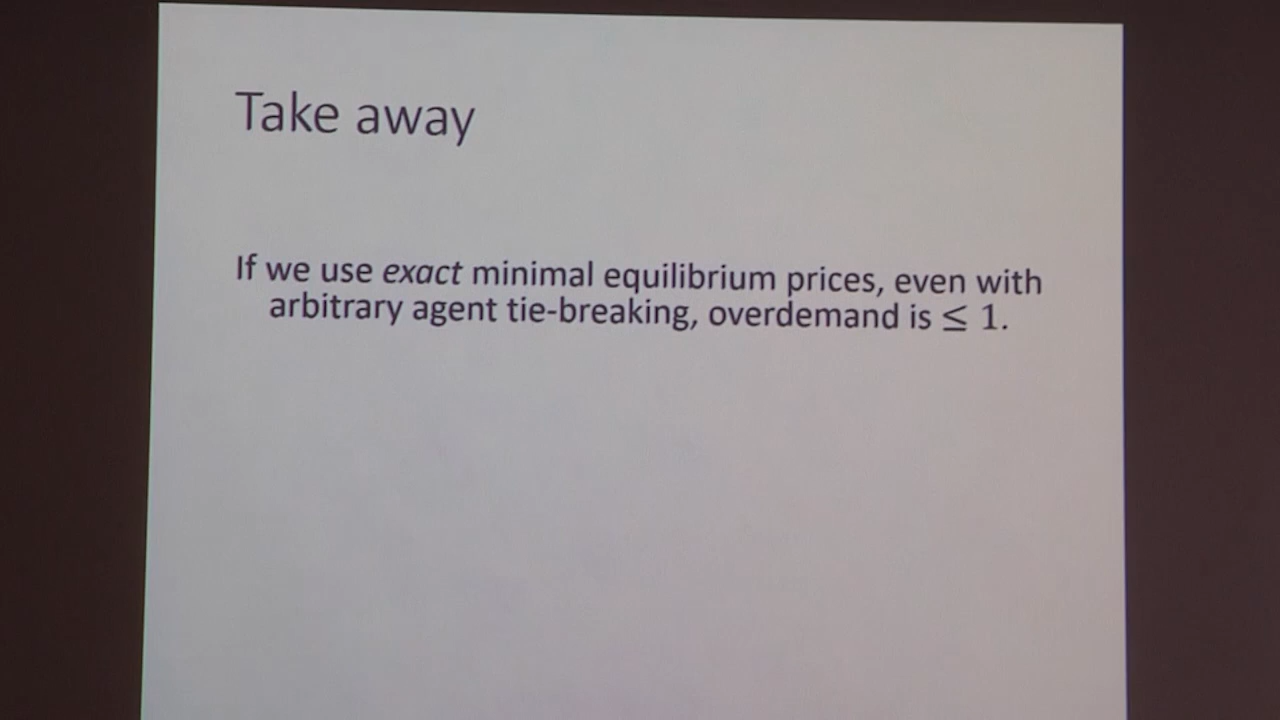 Take away
If we use exact minimal equilibrium prices, even with
arbitrary agent tie-breaking, overdemand is ≤ 1.